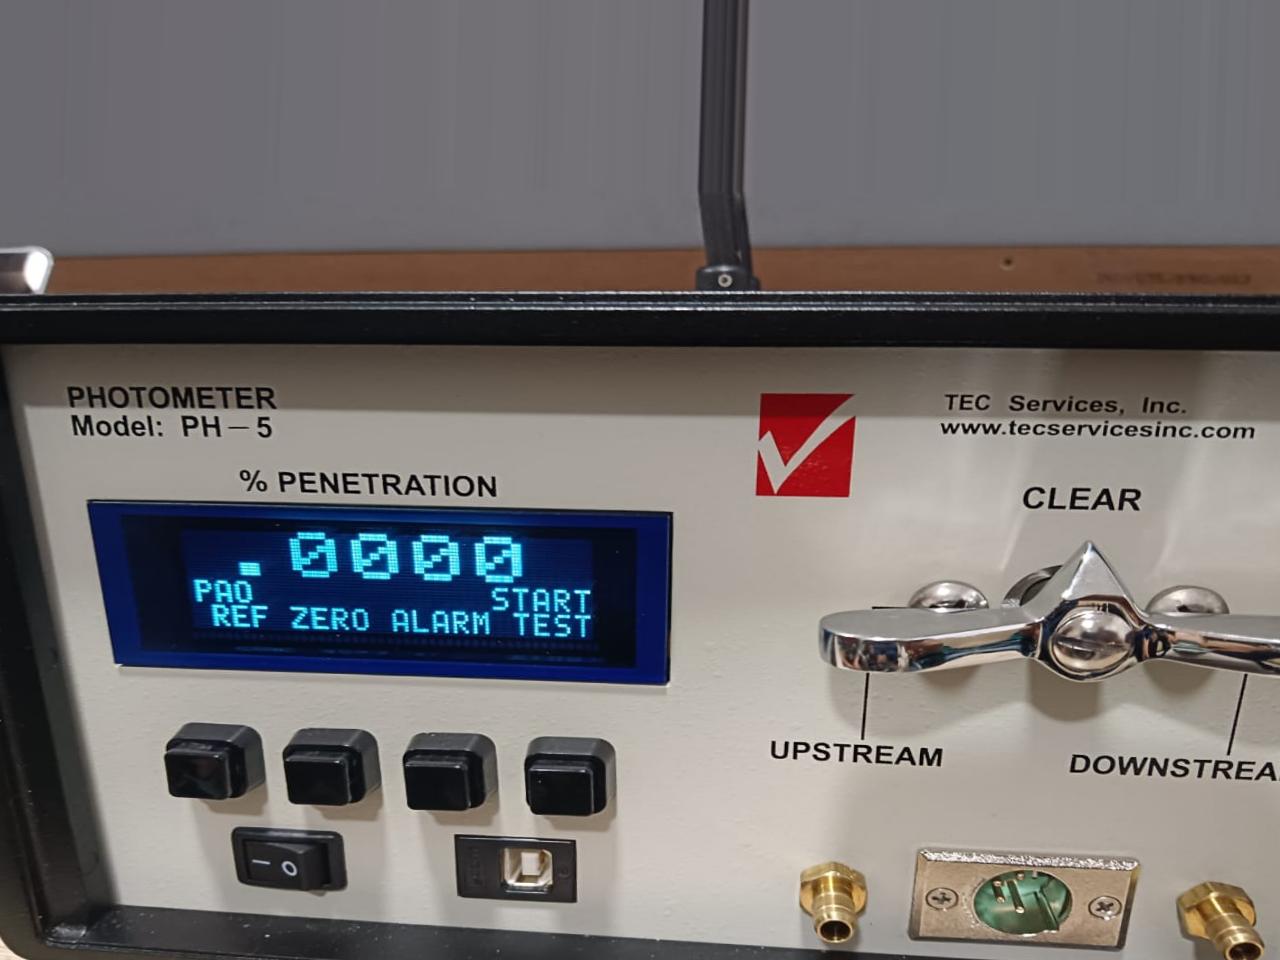 PHOTOMETER
Model: PH-5
TEC Services, Inc.
www.tecservicesinc.com
% PENETRATION
CLEAR
.0000
PAO START
REF ZERO ALARM TEST
UPSTREAM
DOWNSTREA
I O